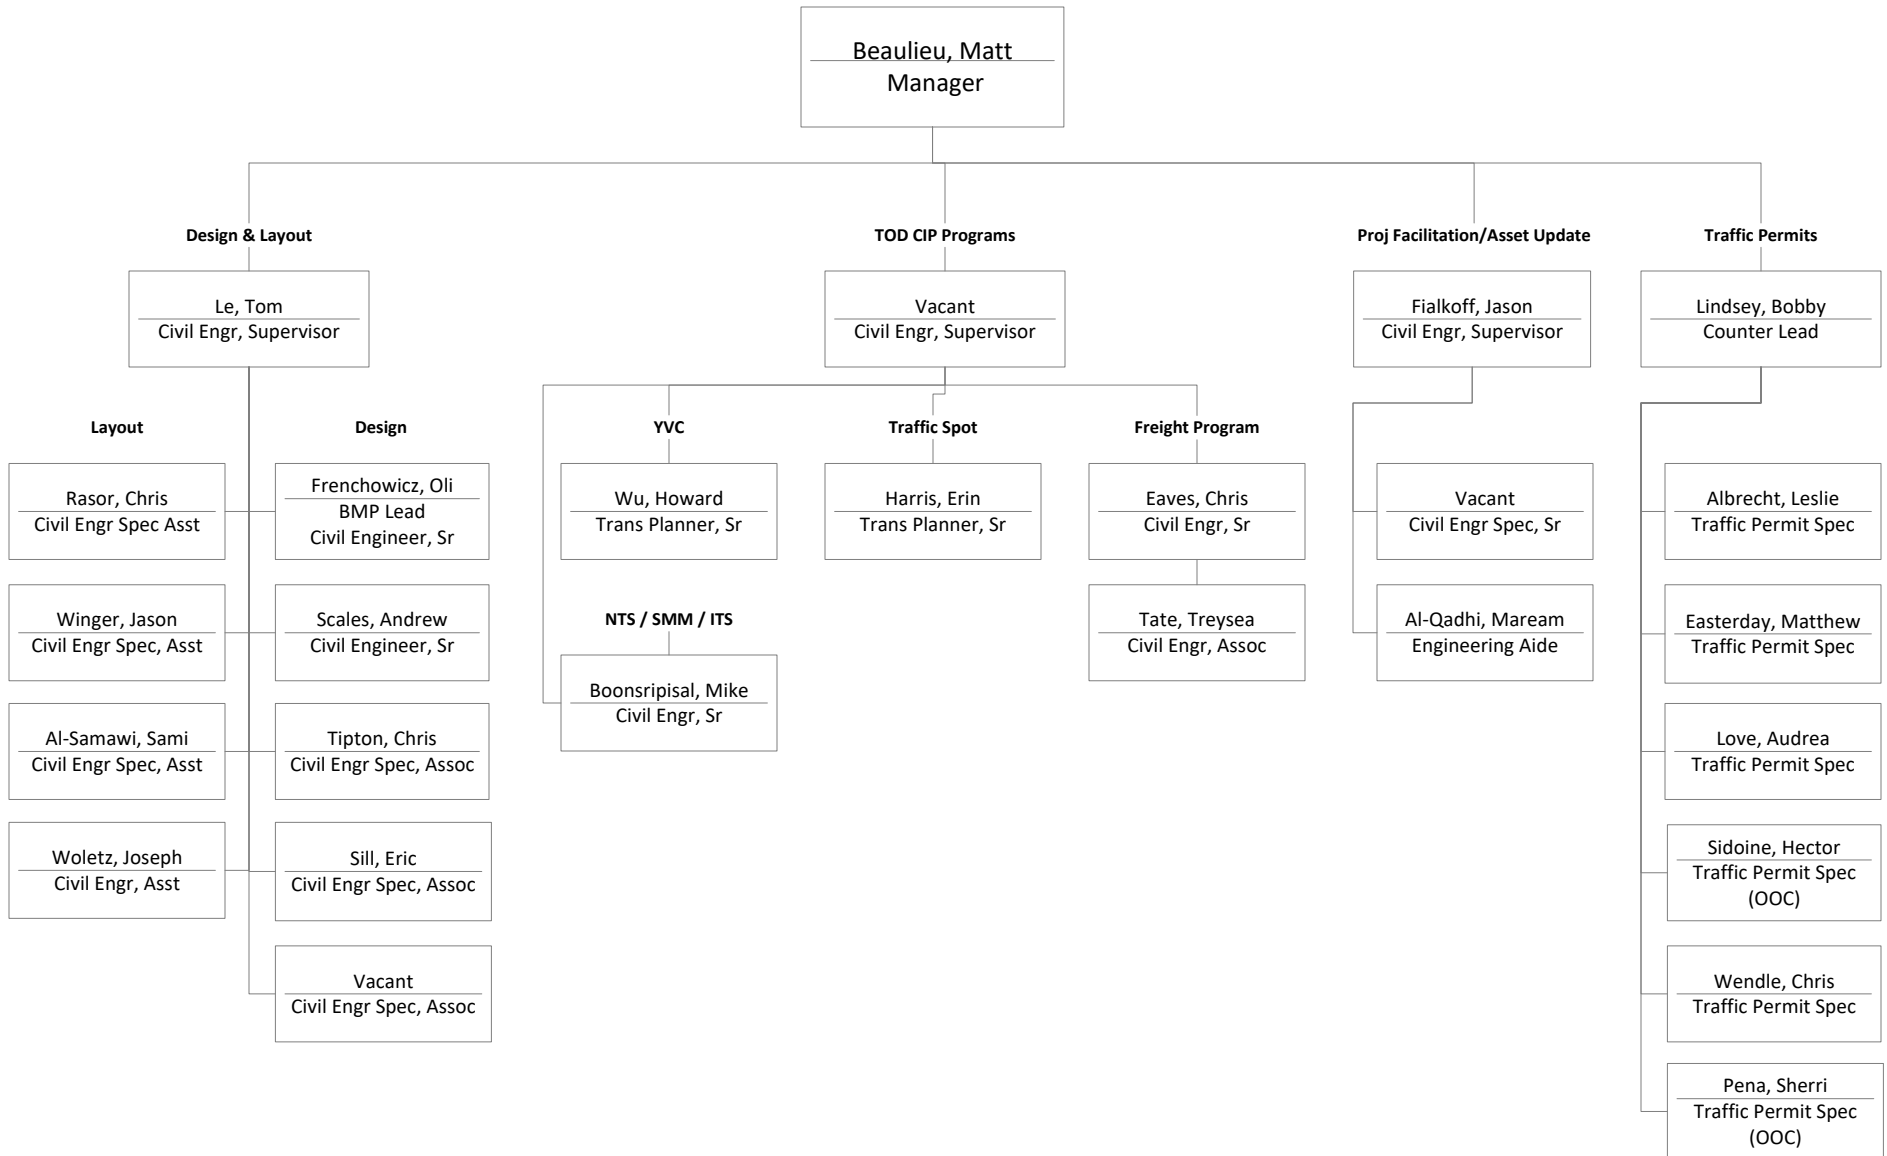 Beaulieu, Matt
Manager
Design & Layout
Le, Tom
Civil Engr, Supervisor
Layout
Rasor, Chris
Civil Engr Spec Asst
Winger, Jason
Civil Engr Spec, Asst
Al-Samawi, Sami
Civil Engr Spec, Asst
Woletz, Joseph
Civil Engr, Asst
Design
Frenchowicz, Oli
BMP Lead
Civil Engineer, Sr
Scales, Andrew
Civil Engineer, Sr
Tipton, Chris
Civil Engr Spec, Assoc
Sill, Eric
Civil Engr Spec, Assoc
Vacant
Civil Engr Spec, Assoc
TOD CIP Programs
Vacant
Civil Engr, Supervisor
YVC
Wu, Howard
Trans Planner, Sr
NTS / SMM / ITS
Boonsripisal, Mike
Civil Engr, Sr
Traffic Spot
Harris, Erin
Trans Planner, Sr
Freight Program
Eaves, Chris
Civil Engr, Sr
Tate, Treysea
Civil Engr, Assoc
Proj Facilitation/Asset Update
Fialkoff, Jason
Civil Engr, Supervisor
Vacant
Civil Engr Spec, Sr
Al-Qadhi, Maream
Engineering Aide
Traffic Permits
Lindsey, Bobby
Counter Lead
Albrecht, Leslie
Traffic Permit Spec
Easterday, Matthew
Traffic Permit Spec
Love, Audrea
Traffic Permit Spec
Sidoine, Hector
Traffic Permit Spec
(OOC)
Wendle, Chris
Traffic Permit Spec
Pena, Sherri
Traffic Permit Spec
(OOC)